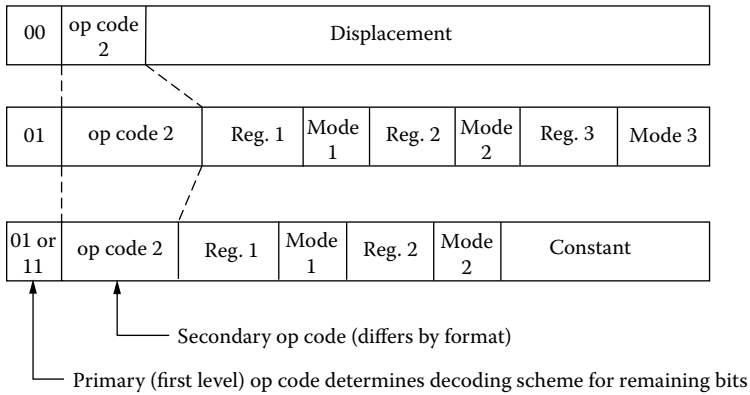 00 op code 2 Displacement
01 op code 2 Reg. 1 Mode 1 Reg. 2 Mode 2 Reg. 3 Mode 3
01 or 11 op code 2 Reg. 1 Mode 1 Reg. 2 Mode 2 Constant
Secondary op code (differs by format)
Primary (first level) op code determines decoding scheme for remaining bits